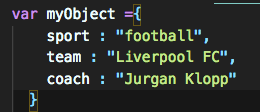 var myObject ={
sport : "football",
team : "Liverpool FC",
coach : "Jurgan Klopp"
}